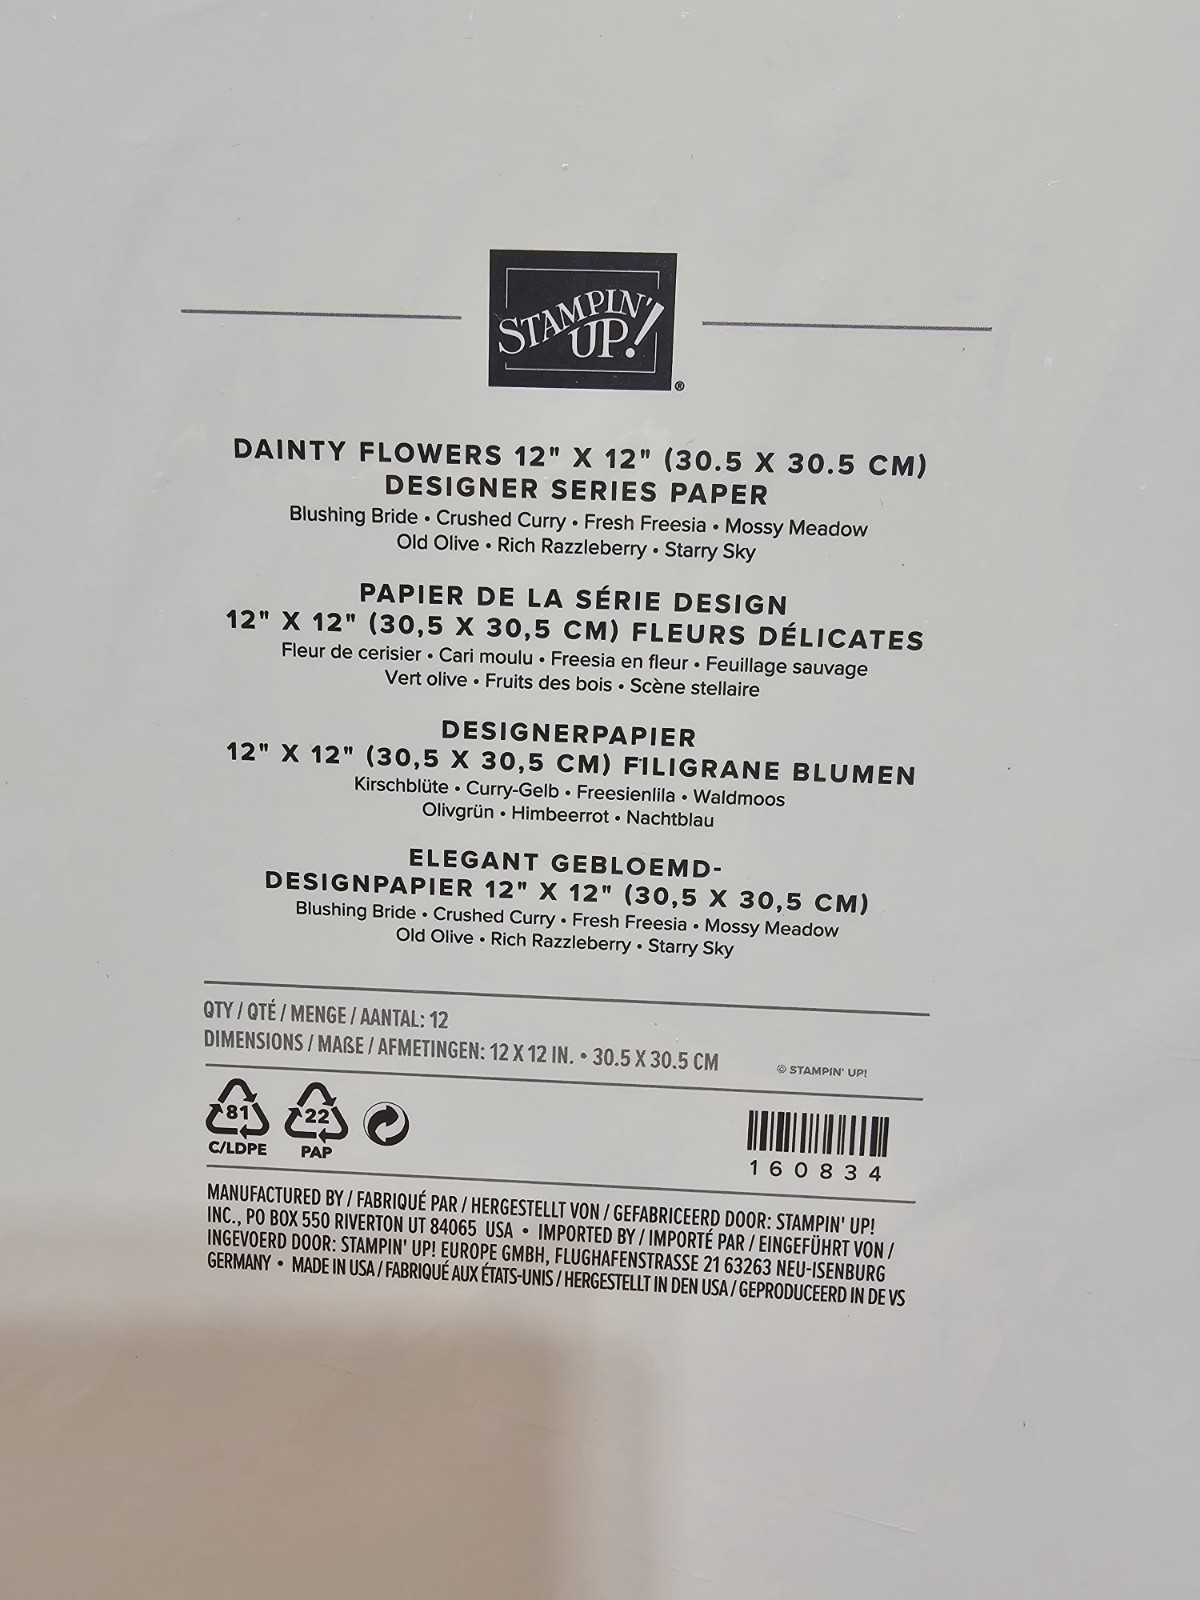 STAMPIN' UP!®
DAINTY FLOWERS 12" X 12" (30.5 X 30.5 CM)
DESIGNER SERIES PAPER
Blushing Bride • Crushed Curry • Fresh Freesia • Mossy Meadow
Old Olive • Rich Razzleberry • Starry Sky
PAPIER DE LA SÉRIE DESIGN
12" X 12" (30,5 X 30,5 CM) FLEURS DÉLICATES
Fleur de cerisier • Cari moulu • Freesia en fleur • Feuillage sauvage
Vert olive • Fruits des bois • Scène stellaire
DESIGNERPAPIER
12" X 12" (30,5 X 30,5 CM) FILIGRANE BLUMEN
Kirschblüte • Curry-Gelb • Freesienlila • Waldmoos
Olivgrün • Himbeerrot • Nachtblau
ELEGANT GEBLOEMD-
DESIGNPAPIER 12" X 12" (30,5 X 30,5 CM)
Blushing Bride • Crushed Curry • Fresh Freesia • Mossy Meadow
Old Olive • Rich Razzleberry • Starry Sky
QTY / QTÉ / MENGE / AANTAL: 12
DIMENSIONS / MAßE / AFMETINGEN: 12 X 12 IN. • 30.5 X 30.5 CM
© STAMPIN' UP!
81 22
C/LDPE PAP
160834
MANUFACTURED BY / FABRIQUÉ PAR / HERGESTELLT VON / GEFABRICEERD DOOR: STAMPIN' UP!
INC., PO BOX 550 RIVERTON UT 84065 USA • IMPORTED BY / IMPORTÉ PAR / EINGEFÜHRT VON /
INGEVOERD DOOR: STAMPIN' UP! EUROPE GMBH, FLUGHAFENSTRASSE 21 63263 NEU-ISENBURG
GERMANY • MADE IN USA / FABRIQUÉ AUX ÉTATS-UNIS / HERGESTELLT IN DEN USA / GEPRODUCEERD IN DE VS